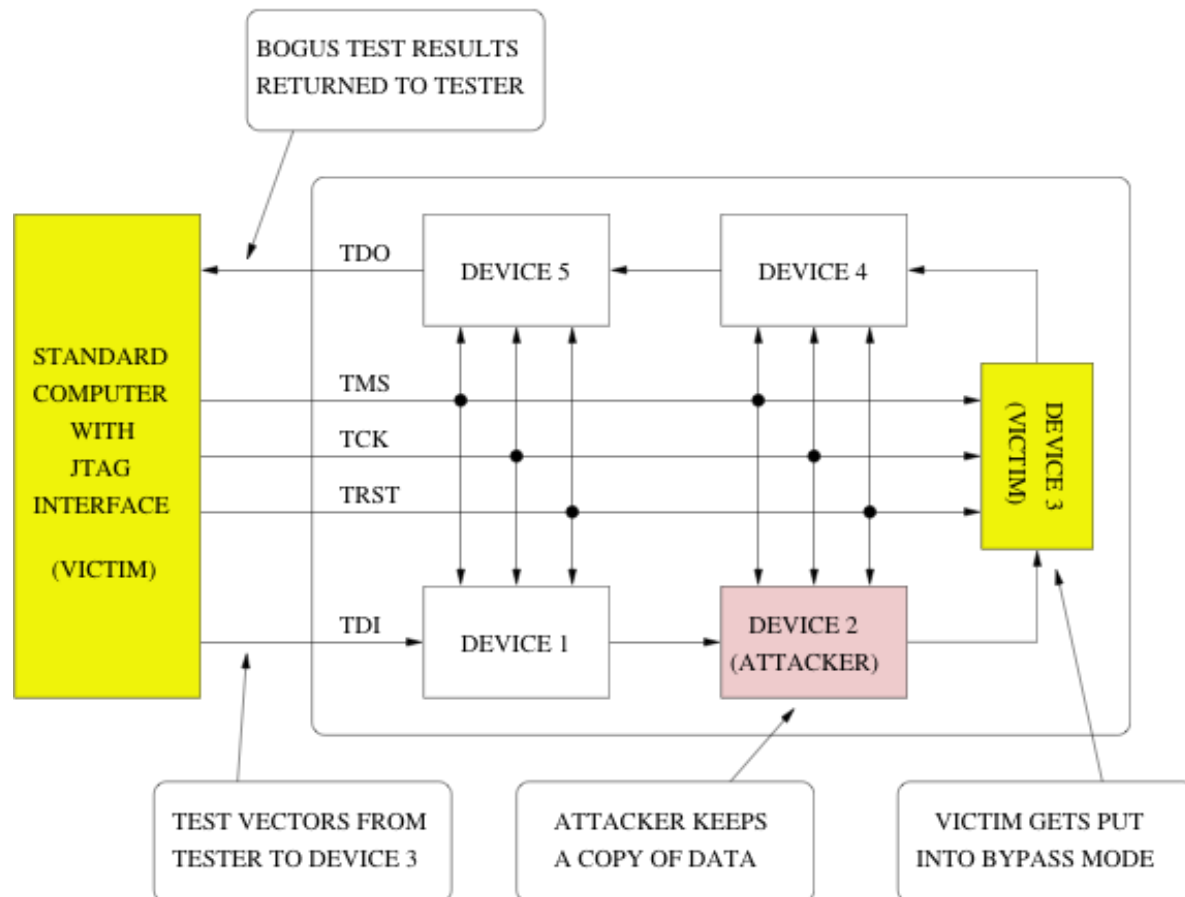 BOGUS TEST RESULTS
RETURNED TO TESTER
TDO
DEVICE 5
DEVICE 4
STANDARD
COMPUTER
WITH
JTAG
INTERFACE
(VICTIM)
TMS
TCK
TRST
DEVICE 3
(VICTIM)
TDI
DEVICE 1
DEVICE 2
(ATTACKER)
TEST VECTORS FROM
TESTER TO DEVICE 3
ATTACKER KEEPS
A COPY OF DATA
VICTIM GETS PUT
INTO BYPASS MODE